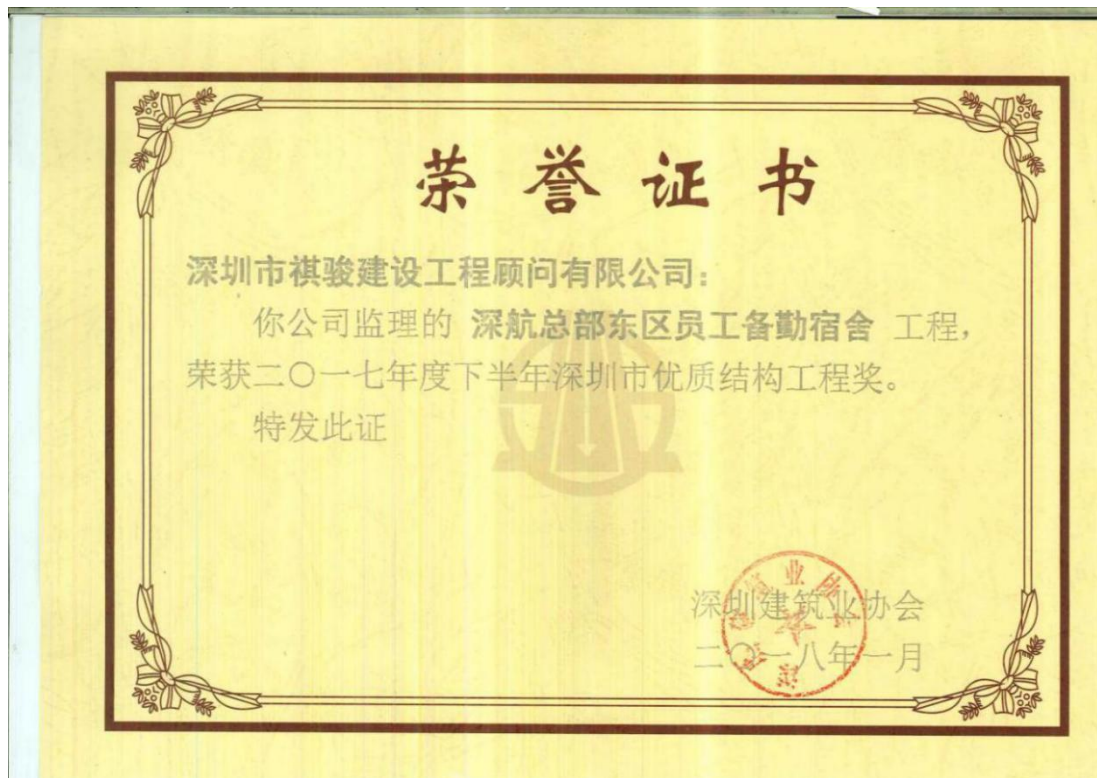 荣誉证书
深圳市祺骏建设工程顾问有限公司：
你公司监理的 深航总部东区员工备勤宿舍 工程，
荣获二〇一七年度下半年深圳市优质结构工程奖。
特发此证
深圳建筑业协会
二〇一八年一月